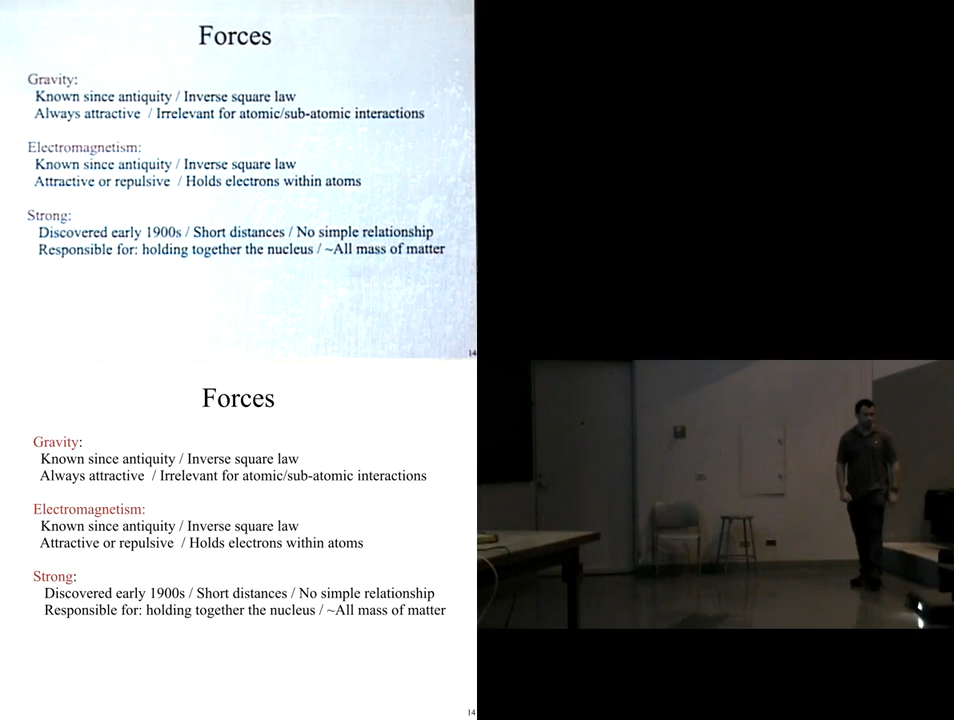 Forces
Gravity:
Known since antiquity / Inverse square law
Always attractive / Irrelevant for atomic/sub-atomic interactions
Electromagnetism:
Known since antiquity / Inverse square law
Attractive or repulsive / Holds electrons within atoms
Strong:
Discovered early 1900s / Short distances / No simple relationship
Responsible for: holding together the nucleus / ~All mass of matter
14
Forces
Gravity:
Known since antiquity / Inverse square law
Always attractive / Irrelevant for atomic/sub-atomic interactions
Electromagnetism:
Known since antiquity / Inverse square law
Attractive or repulsive / Holds electrons within atoms
Strong:
Discovered early 1900s / Short distances / No simple relationship
Responsible for: holding together the nucleus / ~All mass of matter
14